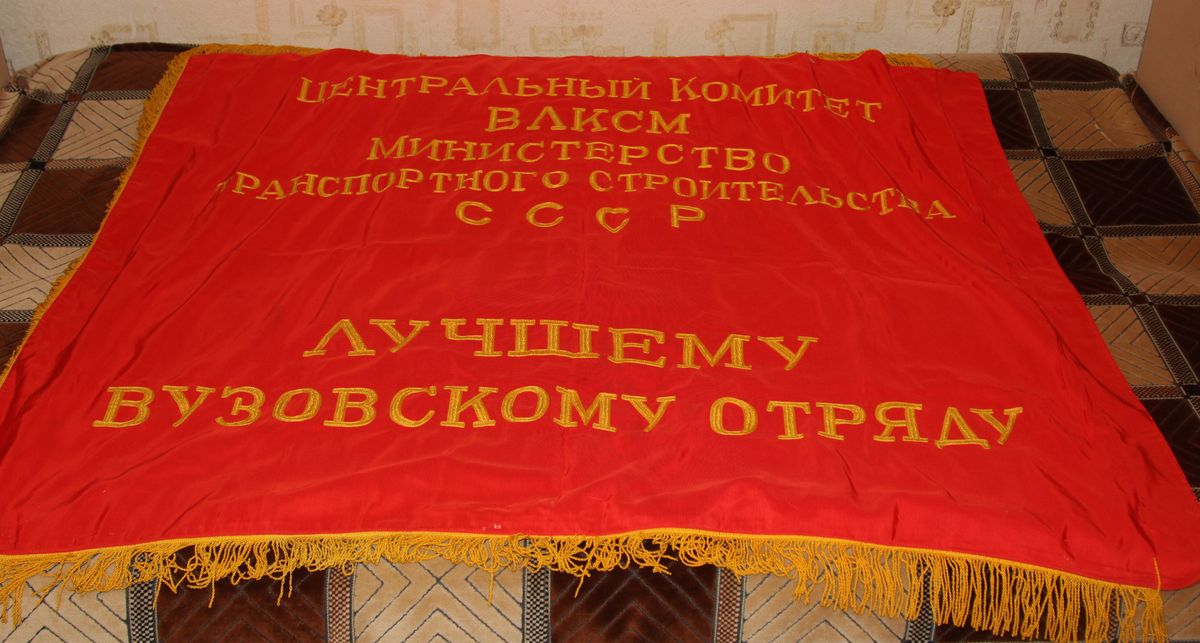 ЦЕНТРАЛЬНЫЙ КОМИТЕТ
ВЛКСМ
МИНИСТЕРСТВО
ТРАНСПОРТНОГО СТРОИТЕЛЬСТВА
СССР
ЛУЧШЕМУ
ВУЗОВСКОМУ ОТРЯДУ